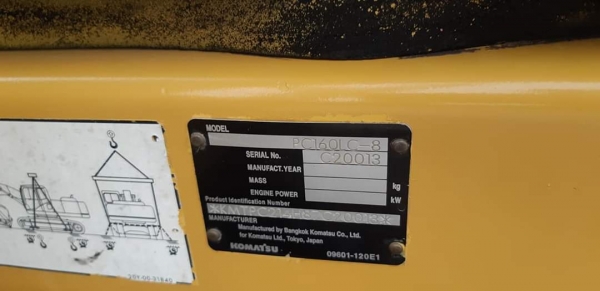 MODEL PC160LC-8
SERIAL No. C20013
MANUFACT.YEAR
MASS kg
ENGINE POWER kW
Product Identification Number
MANUFACTURER
Manufactured by Bangkok Komatsu Co., Ltd.
for Komatsu Ltd., Tokyo, Japan
KOMATSU 09601-120E1